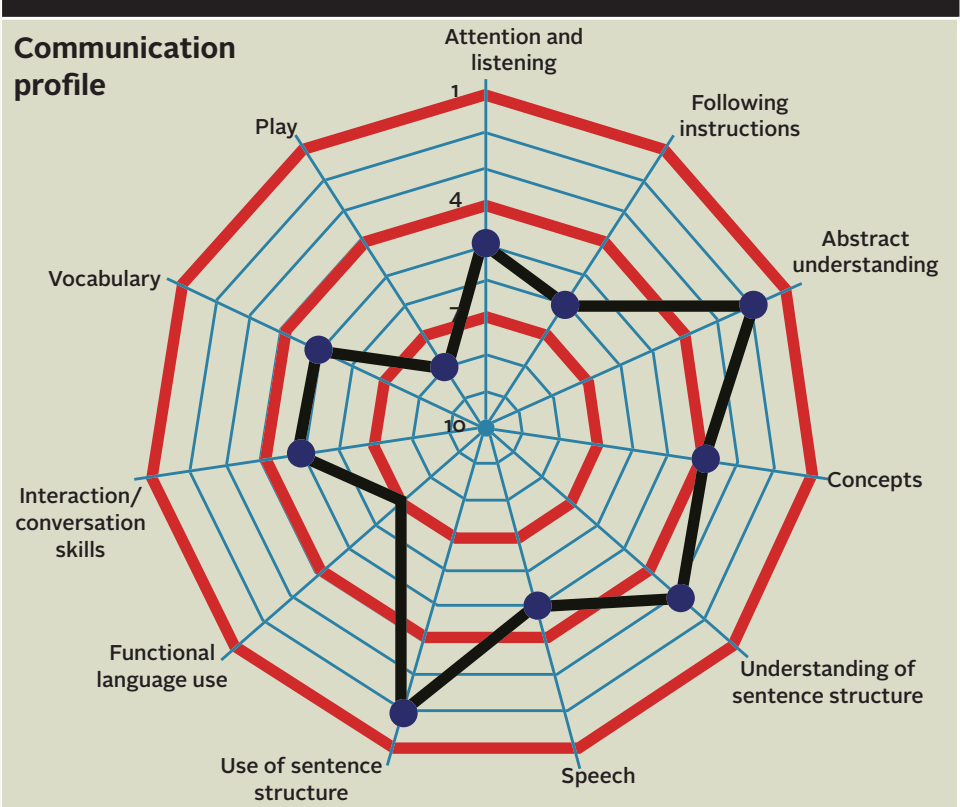 Communication
profile
Attention and
listening
Following
instructions
Abstract
understanding
Concepts
Understanding of
sentence structure
Speech
Use of sentence
structure
Functional
language use
Interaction/
conversation
skills
Vocabulary
Play
1
4
7
10